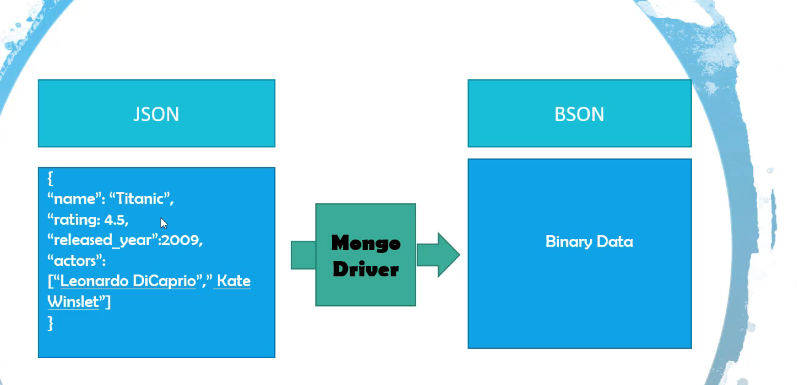 JSON
BSON
{
“name”: “Titanic”,
“rating: 4.5,
“released_year”:2009,
“actors”:
[“Leonardo DiCaprio”,” Kate
Winslet”]
}
Mongo
Driver
Binary Data